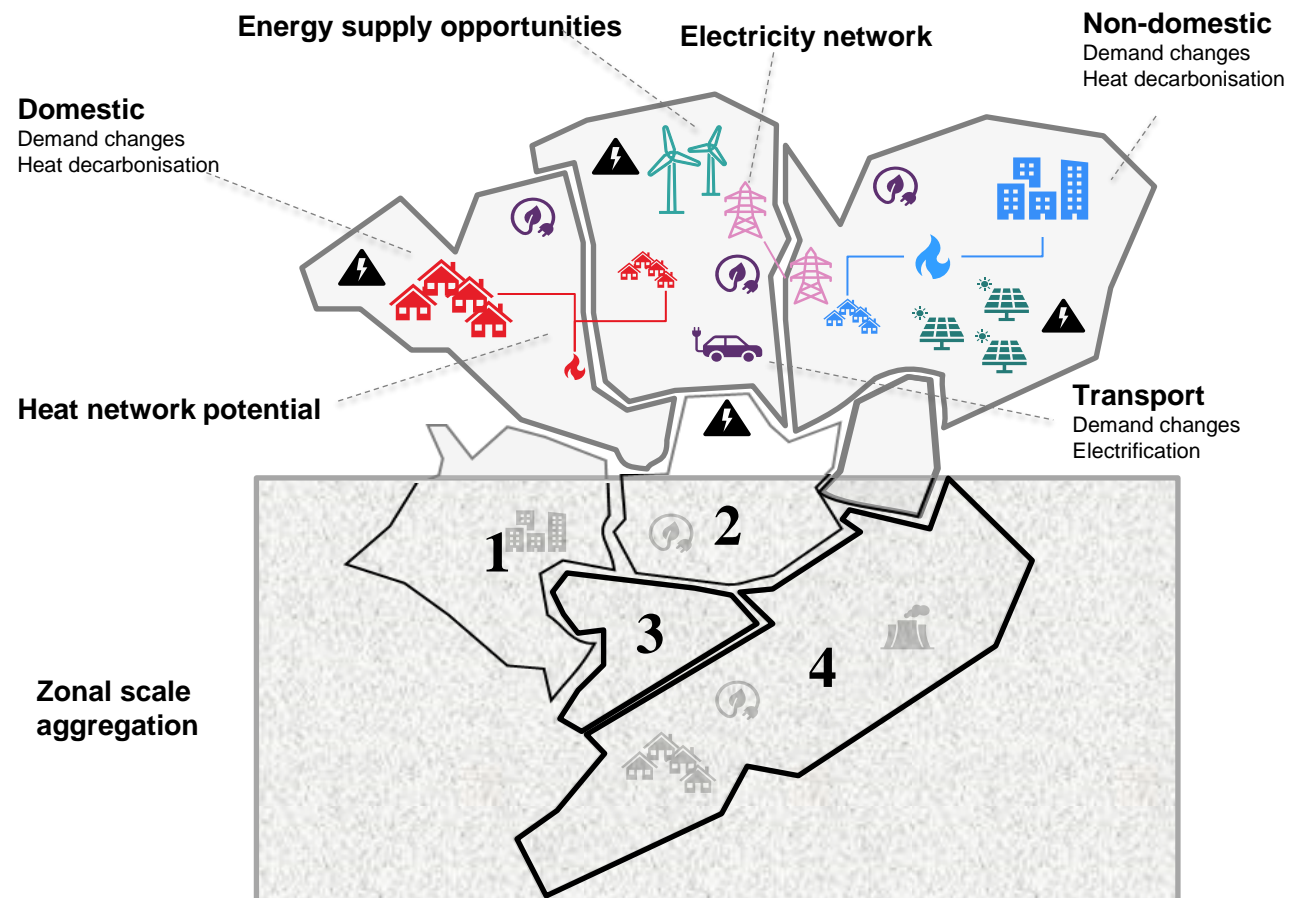 Energy supply opportunities
Electricity network
Non-domestic
Demand changes
Heat decarbonisation
Domestic
Demand changes
Heat decarbonisation
Heat network potential
Transport
Demand changes
Electrification
1
2
3
4
Zonal scale
aggregation